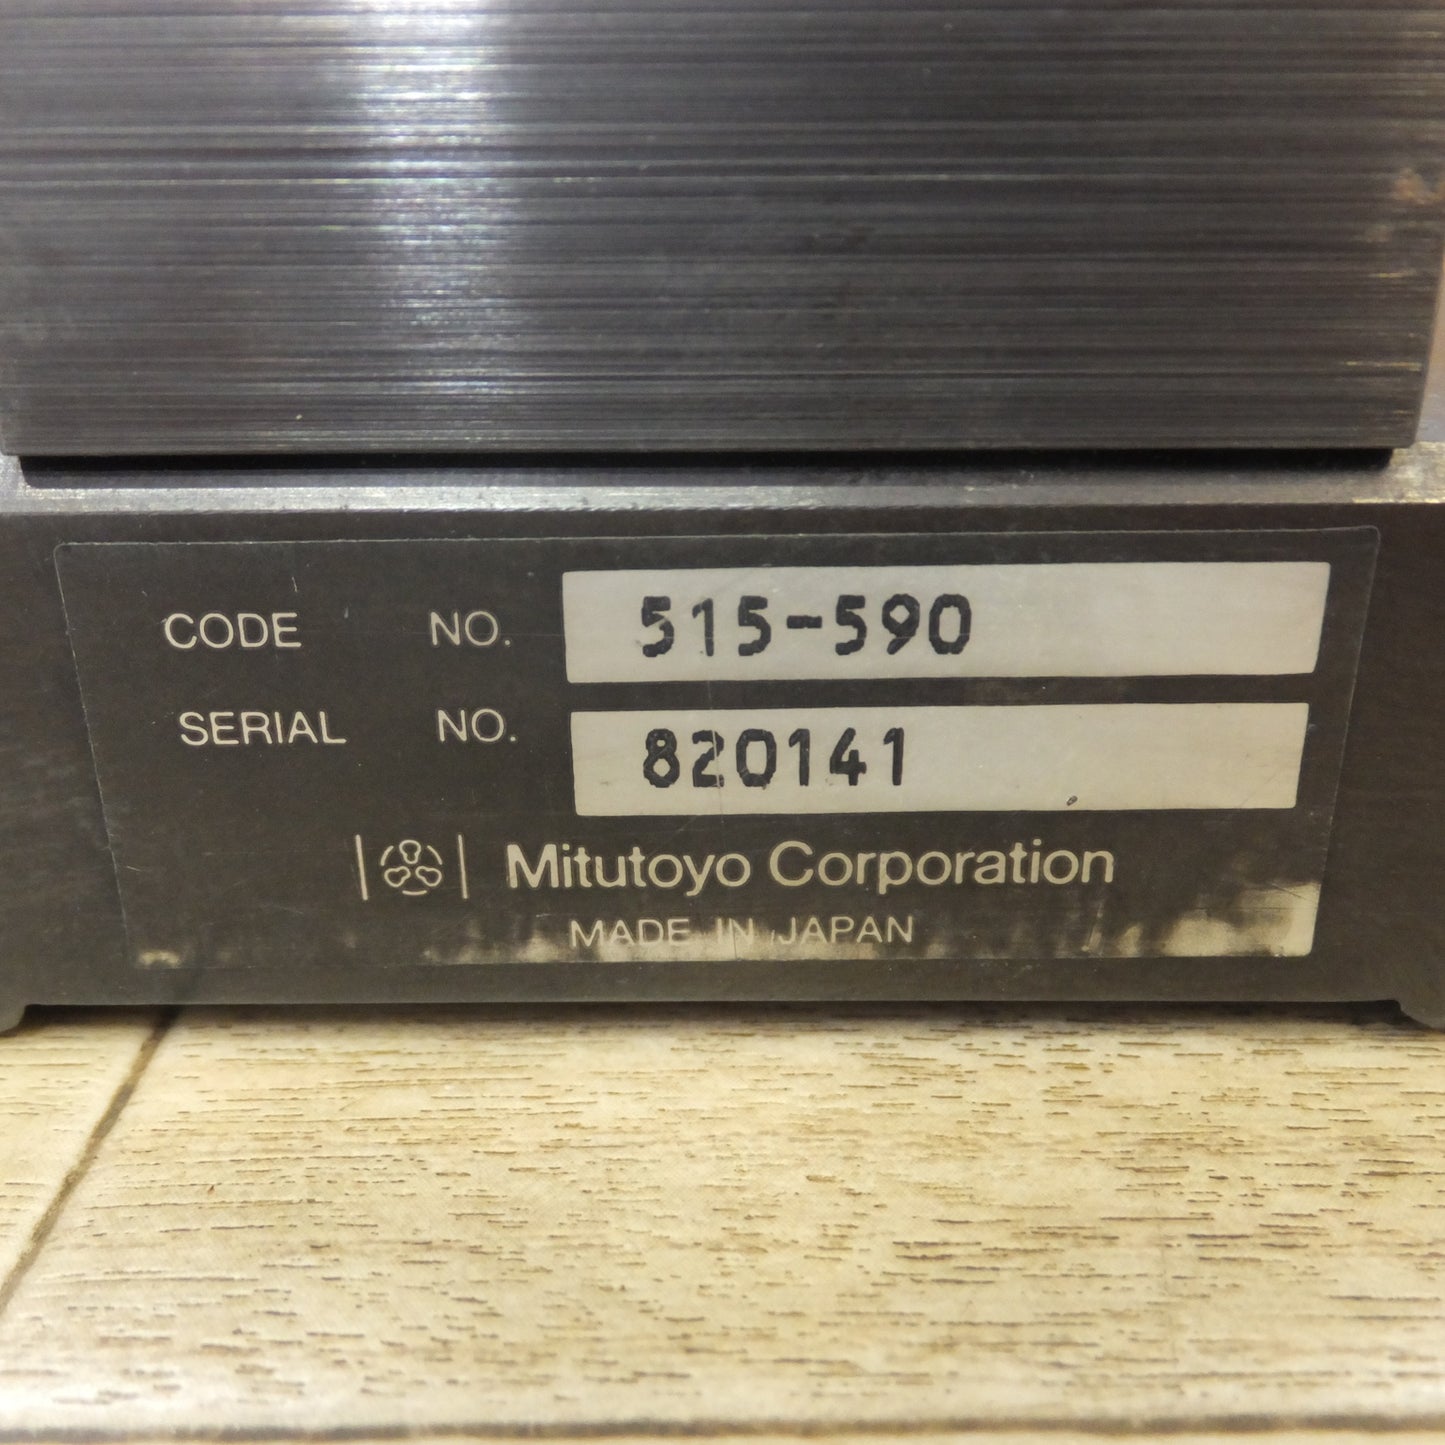 CODE NO. 515-590
SERIAL NO. 820141
Mitutoyo Corporation
MADE IN JAPAN